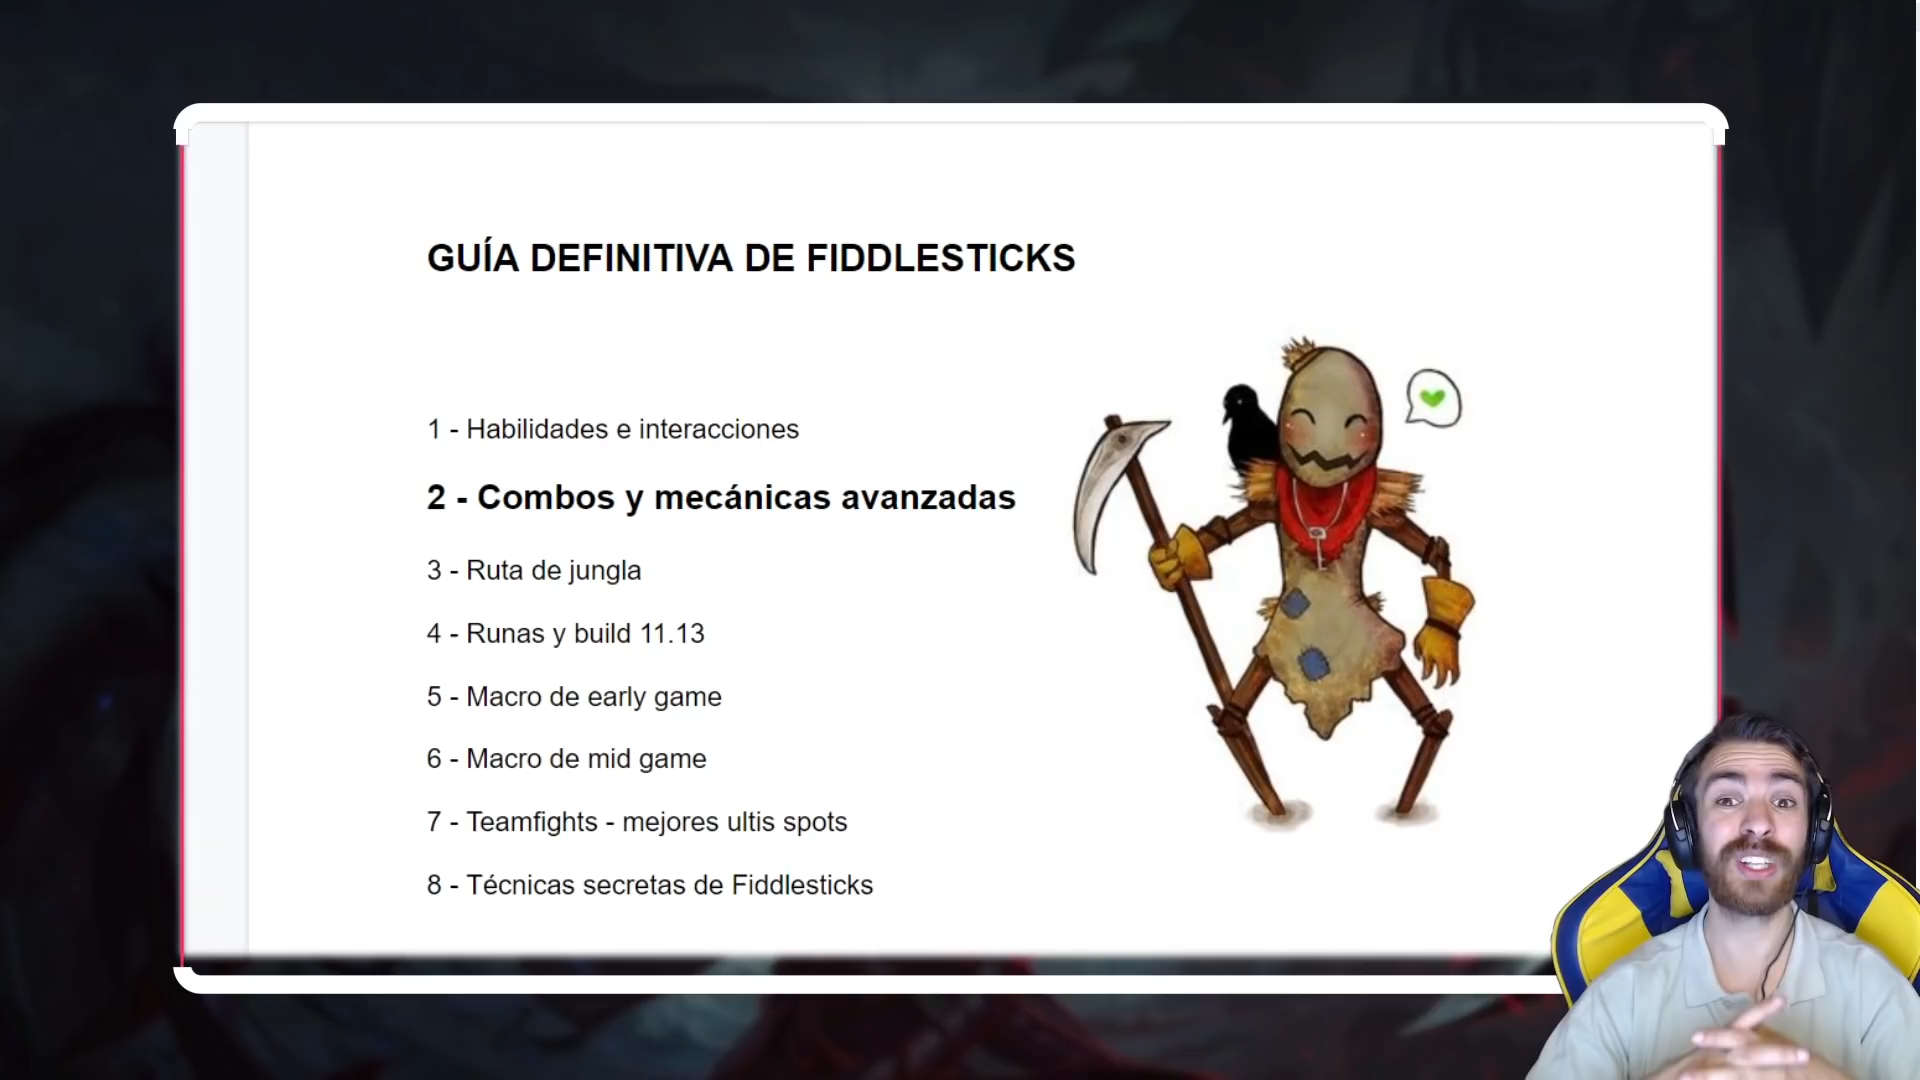 GUÍA DEFINITIVA DE FIDDLESTICKS
1 - Habilidades e interacciones
2 - Combos y mecánicas avanzadas
3 - Ruta de jungla
4 - Runas y build 11.13
5 - Macro de early game
6 - Macro de mid game
7 - Teamfights - mejores ultis spots
8 - Técnicas secretas de Fiddlesticks